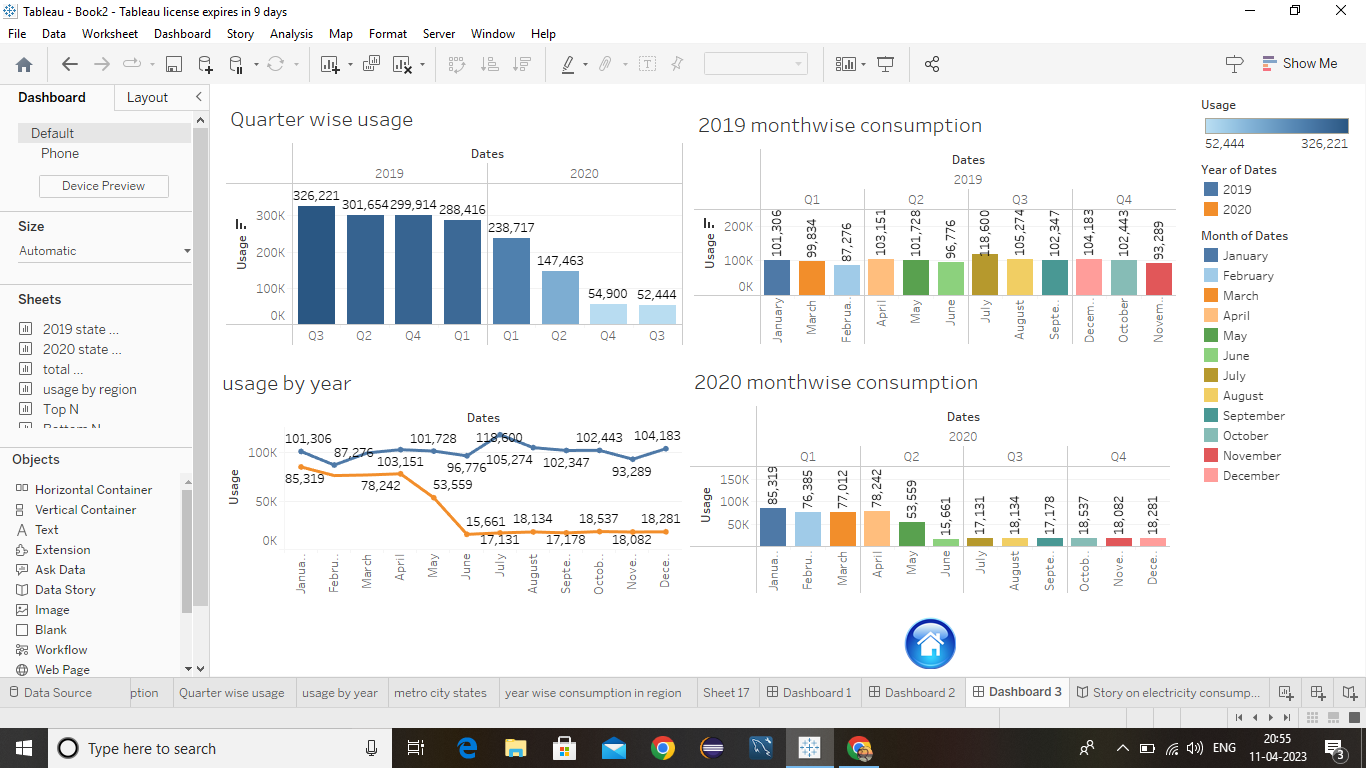 Tableau - Book2 - Tableau license expires in 9 days
File Data Worksheet Dashboard Story Analysis Map Format Server Window Help
Show Me
Dashboard Layout
Default
Phone
Device Preview
Size
Automatic
Sheets
2019 state ...
2020 state ...
total ...
usage by region
Top N
Bottom N
Objects
Horizontal Container
Vertical Container
Text
Extension
Ask Data
Data Story
Image
Blank
Workflow
Web Page
Quarter wise usage
Dates
2019 2020
Usage
300K
200K
100K
0K
326,221 301,654 299,914 288,416 238,717 147,463 54,900 52,444
Q3 Q2 Q4 Q1 Q1 Q2 Q4 Q3
2019 monthwise consumption
Dates
2019
Q1 Q2 Q3 Q4
Usage
200K
100K
0K
101,306 99,834 87,276 103,151 101,728 96,776 118,600 105,274 102,347 104,183 102,443 93,289
January March Februa.. April May June July August Septe.. Decem.. October Novem..
usage by year
Dates
Usage
100K
50K
0K
101,306 87,276 103,151 101,728 96,776 118,600 105,274 102,347 102,443 93,289 104,183
85,319 78,242 53,559 15,661 17,131 18,134 17,178 18,537 18,082 18,281
Janua.. Febru.. March April May June July August Septe.. Octob.. Nove.. Dece..
2020 monthwise consumption
Dates
2020
Q1 Q2 Q3 Q4
Usage
150K
100K
50K
85,319 76,385 77,012 78,242 53,559 15,661 17,131 18,134 17,178 18,537 18,082 18,281
Janua.. Febru.. March April May June July August Septe.. Octob.. Nove.. Dece..
Usage
52,444 326,221
Year of Dates
2019
2020
Month of Dates
January
February
March
April
May
June
July
August
September
October
November
December
Data Source ption Quarter wise usage usage by year metro city states year wise consumption in region Sheet 17 Dashboard 1 Dashboard 2 Dashboard 3 Story on electricity consump...
Type here to search
ENG
20:55
11-04-2023
3